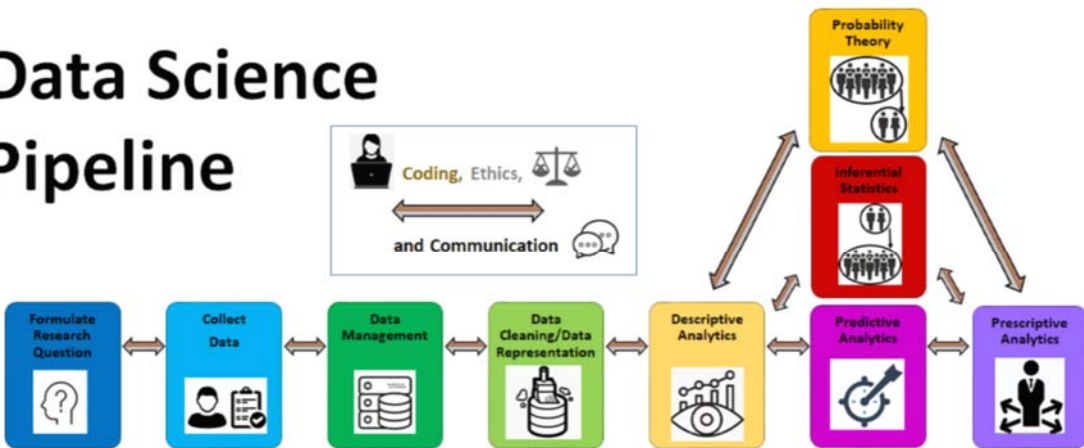 Data Science
Pipeline
Coding, Ethics,
and Communication
Probability
Theory
Inferential
Statistics
Formulate
Research
Question
Collect
Data
Data
Management
Data
Cleaning/Data
Representation
Descriptive
Analytics
Predictive
Analytics
Prescriptive
Analytics